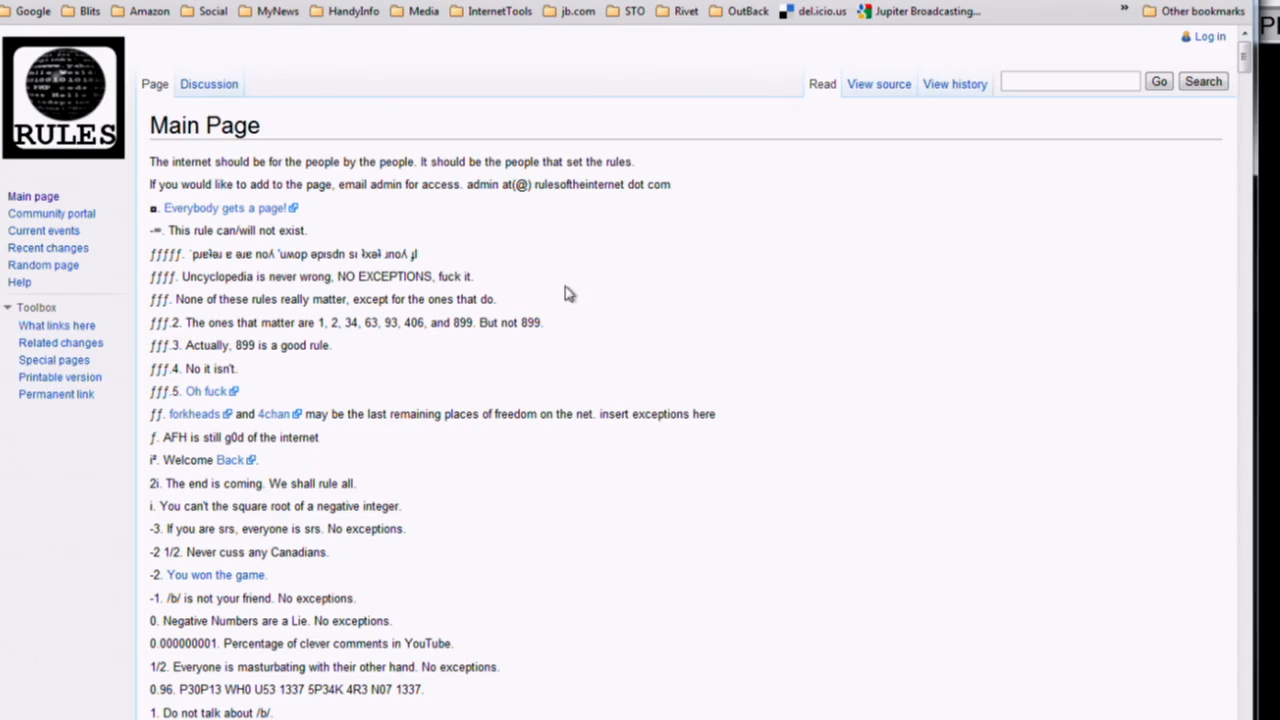 Google Blits Amazon Social MyNews HandyInfo Media InternetTools jb.com STO Rivet OutBack del.icio.us Jupiter Broadcasting... » Other bookmarks
Log in
RULES
Page Discussion Read View source View history Go Search
Main Page
The internet should be for the people by the people. It should be the people that set the rules.
If you would like to add to the page, email admin for access. admin at(@) rulesoftheinternet dot com
¤. Everybody gets a page!
-∞. This rule can/will not exist.
ƒƒƒƒƒ. ˙pɹɐʇǝɹ ɐ ǝɹɐ noʎ 'uʍop ǝpısdn sı ʇxǝʇ ɹnoʎ ɟI
ƒƒƒƒ. Uncyclopedia is never wrong, NO EXCEPTIONS, fuck it.
ƒƒƒ. None of these rules really matter, except for the ones that do.
ƒƒƒ.2. The ones that matter are 1, 2, 34, 63, 93, 406, and 899. But not 899.
ƒƒƒ.3. Actually, 899 is a good rule.
ƒƒƒ.4. No it isn't.
ƒƒƒ.5. Oh fuck
ƒƒ. forkheads and 4chan may be the last remaining places of freedom on the net. insert exceptions here
ƒ. AFH is still g0d of the internet
i². Welcome Back.
2i. The end is coming. We shall rule all.
i. You can't the square root of a negative integer.
-3. If you are srs, everyone is srs. No exceptions.
-2 1/2. Never cuss any Canadians.
-2. You won the game.
-1. /b/ is not your friend. No exceptions.
0. Negative Numbers are a Lie. No exceptions.
0.000000001. Percentage of clever comments in YouTube.
1/2. Everyone is masturbating with their other hand. No exceptions.
0.96. P30P13 WH0 U53 1337 5P34K 4R3 N07 1337.
1. Do not talk about /b/.
Main page
Community portal
Current events
Recent changes
Random page
Help
Toolbox
What links here
Related changes
Special pages
Printable version
Permanent link